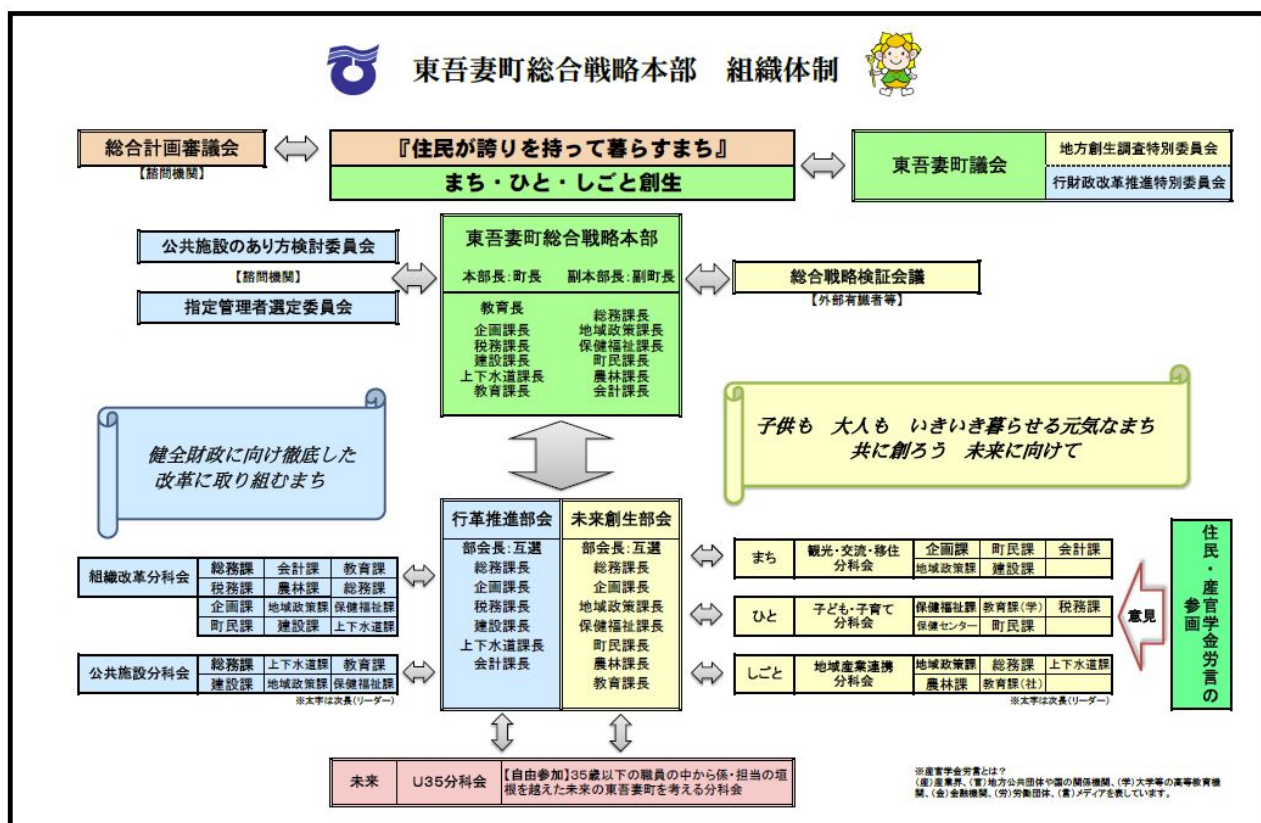 東吾妻町総合戦略本部 組織体制
総合計画審議会
【諮問機関】
『住民が誇りを持って暮らすまち』
まち・ひと・しごと創生
東吾妻町議会
地方創生調査特別委員会
行財政改革推進特別委員会
公共施設のあり方検討委員会
【諮問機関】
指定管理者選定委員会
東吾妻町総合戦略本部
本部長:町長 副本部長:副町長
教育長
企画課長
税務課長
建設課長
上下水道課長
教育課長
総務課長
地域政策課長
保健福祉課長
町民課長
農林課長
会計課長
総合戦略検証会議
【外部有識者等】
健全財政に向け徹底した
改革に取り組むまち
子供も 大人も いきいき暮らせる元気なまち
共に創ろう 未来に向けて
行革推進部会
部会長:互選
総務課長
企画課長
税務課長
建設課長
上下水道課長
会計課長
未来創生部会
部会長:互選
総務課長
企画課長
地域政策課長
保健福祉課長
町民課長
農林課長
教育課長
組織改革分科会
総務課 会計課 教育課
税務課 農林課 総務課
企画課 地域政策課 保健福祉課
町民課 建設課 上下水道課
公共施設分科会
総務課 上下水道課 教育課
建設課 地域政策課 保健福祉課
※太字は次長(リーダー)
まち
観光・交流・移住
分科会
企画課 町民課 会計課
地域政策課 建設課
ひと
子ども・子育て
分科会
保健福祉課 教育課(学) 税務課
保健センター 町民課
しごと
地域産業連携
分科会
地域政策課 総務課 上下水道課
農林課 教育課(社)
※太字は次長(リーダー)
意見
住民・産官学金労言の
参画
未来
U35分科会
【自由参加】35歳以下の職員の中から係・担当の垣
根を越えた未来の東吾妻町を考える分科会
※産官学金労言とは?
(産)産業界、(官)地方公共団体や国の関係機関、(学)大学等の高等教育機
関、(金)金融機関、(労)労働団体、(言)メディアを表しています。